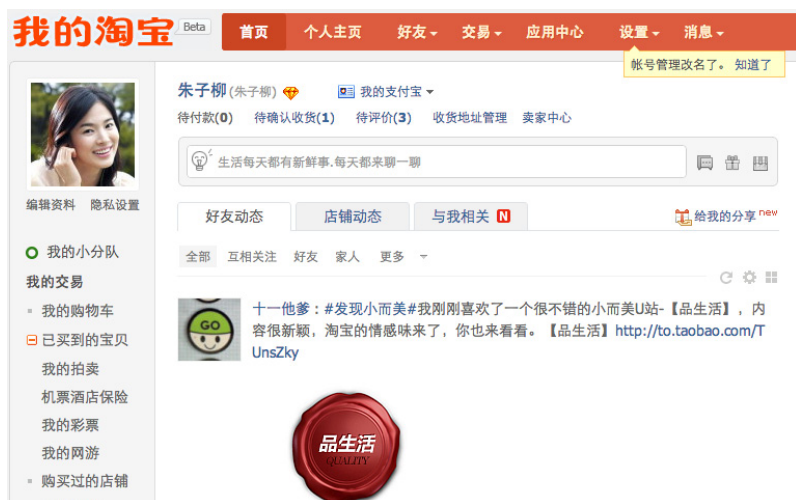 我的淘宝 Beta 首页 个人主页 好友 交易 应用中心 设置 消息
帐号管理改名了。 知道了
朱子柳(朱子柳) 我的支付宝
待付款(0) 待确认收货(1) 待评价(3) 收货地址管理 卖家中心
生活每天都有新鲜事.每天都来聊一聊
编辑资料 隐私设置
好友动态 店铺动态 与我相关 N 给我的分享 new
我的小分队
全部 互相关注 好友 家人 更多
我的交易
我的购物车
已买到的宝贝
我的拍卖
机票酒店保险
我的彩票
我的网游
购买过的店铺
十一他爹：#发现小而美#我刚刚喜欢了一个很不错的小而美U站-【品生活】，内
容很新颖，淘宝的情感味来了，你也来看看。【品生活】http://to.taobao.com/T
UnsZky
GO
品生活
QUALITY